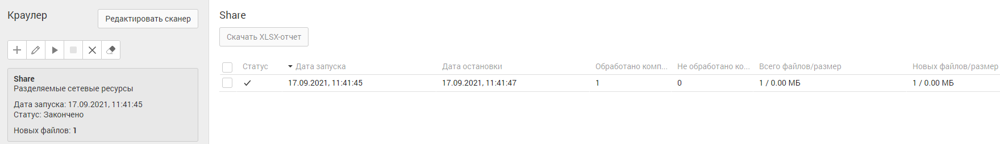 Краулер
Редактировать сканер
Share
Разделяемые сетевые ресурсы
Дата запуска: 17.09.2021, 11:41:45
Статус: Закончено
Новых файлов: 1
Share
Скачать XLSX-отчет
Статус Дата запуска Дата остановки Обработано комп... Не обработано ко... Всего файлов/размер Новых файлов/размер
17.09.2021, 11:41:45 17.09.2021, 11:41:47 1 0 1 / 0.00 МБ 1 / 0.00 МБ